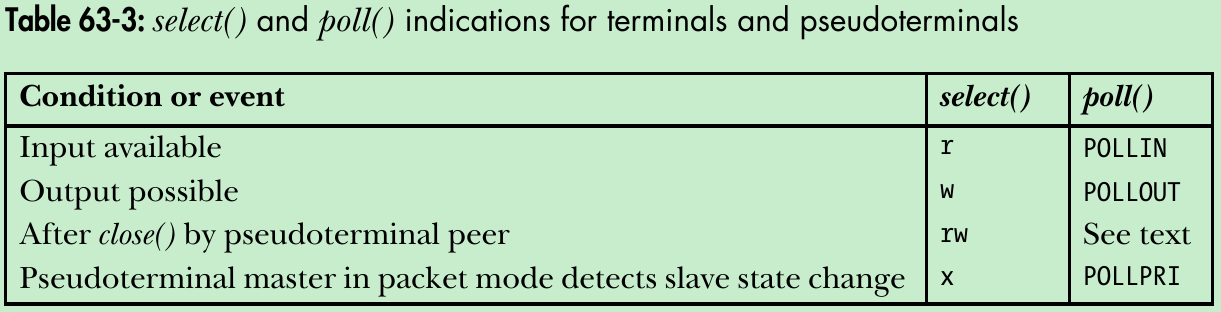 Table 63-3: select() and poll() indications for terminals and pseudoterminals
Condition or event select() poll()
Input available r POLLIN
Output possible w POLLOUT
After close() by pseudoterminal peer rw See text
Pseudoterminal master in packet mode detects slave state change x POLLPRI